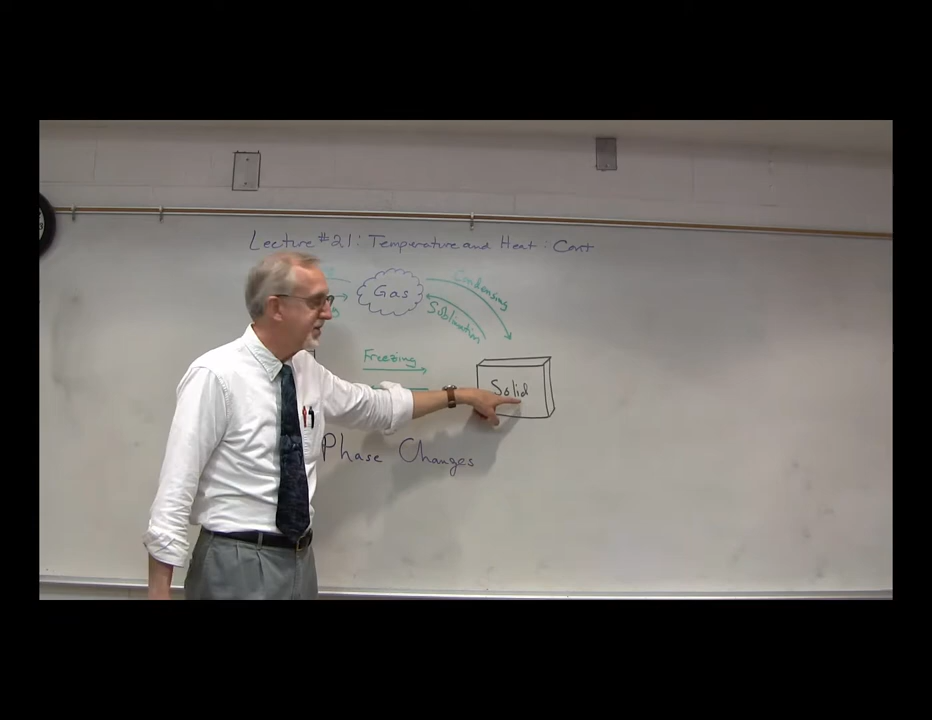 Lecture #21: Temperature and Heat: Cont
Gas
Condensing
Sublimation
Freezing
Solid
Phase Changes